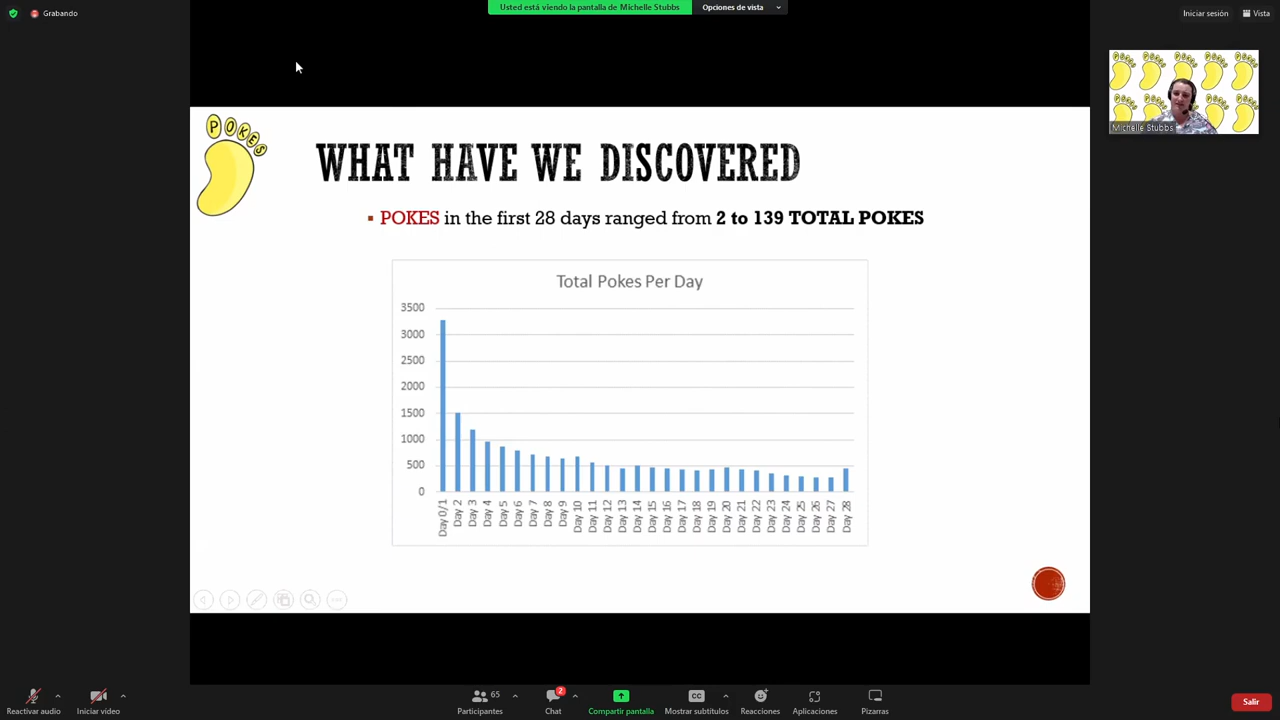 Grabando
Usted está viendo la pantalla de Michelle Stubbs
Opciones de vista
Iniciar sesión
Vista
POKES
WHAT HAVE WE DISCOVERED
▪ POKES in the first 28 days ranged from 2 to 139 TOTAL POKES
Total Pokes Per Day
3500
3000
2500
2000
1500
1000
500
0
Day 0/1
Day 2
Day 3
Day 4
Day 5
Day 6
Day 7
Day 8
Day 9
Day 10
Day 11
Day 12
Day 13
Day 14
Day 15
Day 16
Day 17
Day 18
Day 19
Day 20
Day 21
Day 22
Day 23
Day 24
Day 25
Day 26
Day 27
Day 28
Michelle Stubbs
Reactivar audio
Iniciar video
65
Participantes
2
Chat
Compartir pantalla
CC
Mostrar subtítulos
Reacciones
Aplicaciones
Pizarras
Salir